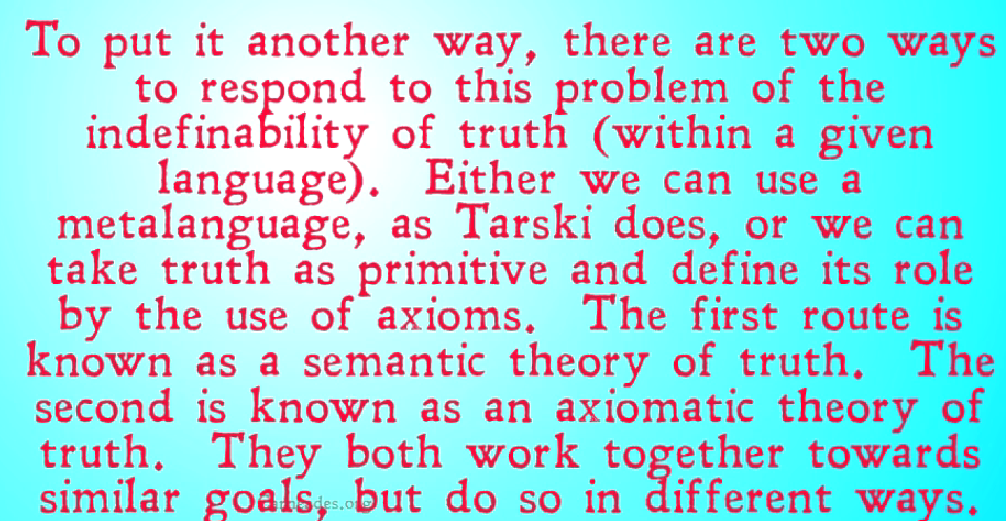 To put it another way, there are two ways
to respond to this problem of the
indefinability of truth (within a given
language).  Either we can use a
metalanguage, as Tarski does, or we can
take truth as primitive and define its role
by the use of axioms.  The first route is
known as a semantic theory of truth.  The
second is known as an axiomatic theory of
truth.  They both work together towards
similar goals, but do so in different ways.